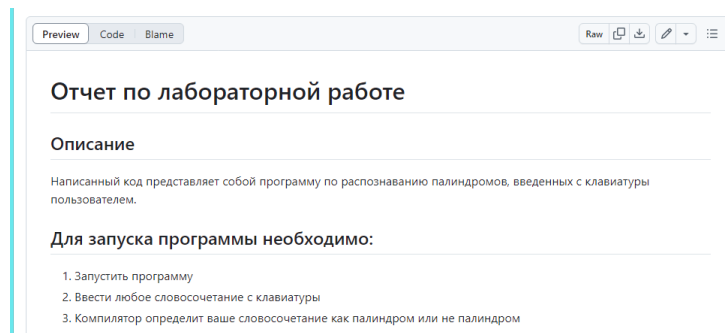 Preview Code Blame Raw
Отчет по лабораторной работе
Описание
Написанный код представляет собой программу по распознаванию палиндромов, введенных с клавиатуры
пользователем.
Для запуска программы необходимо:
1. Запустить программу
2. Ввести любое словосочетание с клавиатуры
3. Компилятор определит ваше словосочетание как палиндром или не палиндром